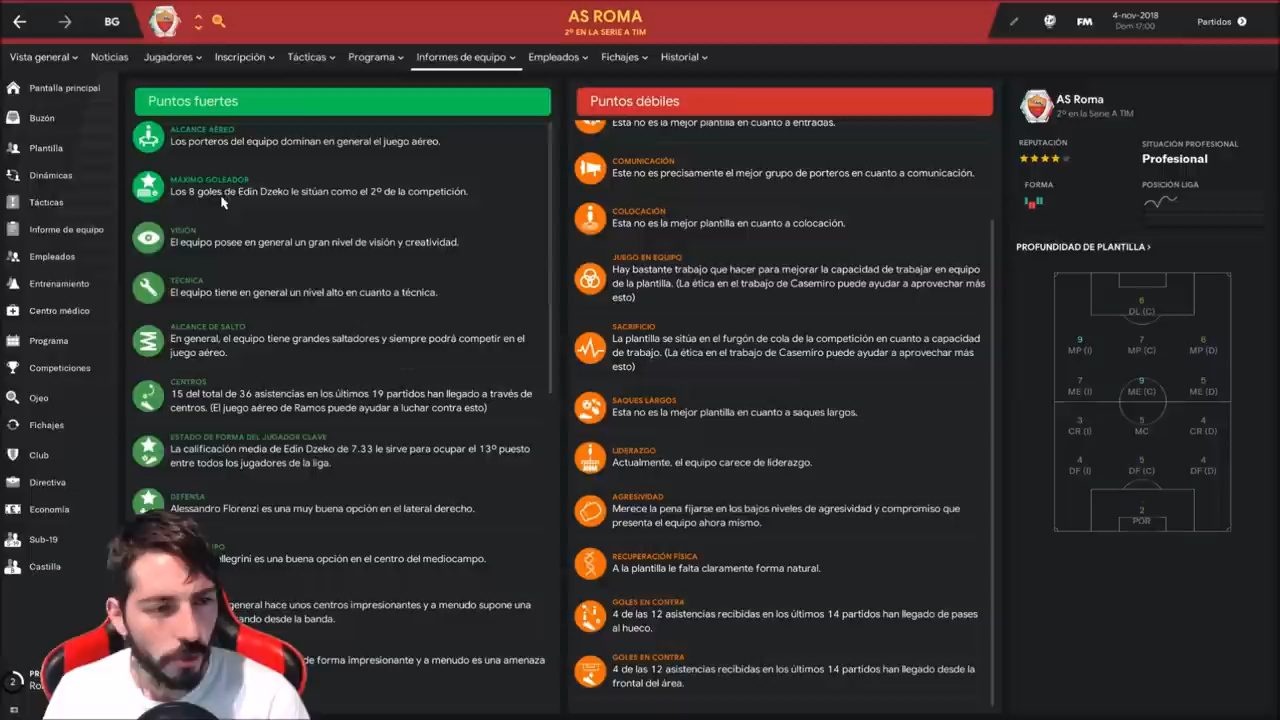 BG
AS ROMA
2º EN LA SERIE A TIM
FM
4-nov-2018
Dom 17:00
Partidos
Vista general
Noticias
Jugadores
Inscripción
Tácticas
Programa
Informes de equipo
Empleados
Fichajes
Historial
Pantalla principal
Buzón
Plantilla
Dinámicas
Tácticas
Informe de equipo
Empleados
Entrenamiento
Centro médico
Programa
Competiciones
Ojeo
Fichajes
Club
Directiva
Economía
Sub-19
Castilla
2
Puntos fuertes
ALCANCE AÉREO
Los porteros del equipo dominan en general el juego aéreo.
MÁXIMO GOLEADOR
Los 8 goles de Edin Dzeko le sitúan como el 2º de la competición.
VISIÓN
El equipo posee en general un gran nivel de visión y creatividad.
TÉCNICA
El equipo tiene en general un nivel alto en cuanto a técnica.
ALCANCE DE SALTO
En general, el equipo tiene grandes saltadores y siempre podrá competir en el
juego aéreo.
CENTROS
15 del total de 36 asistencias en los últimos 19 partidos han llegado a través de
centros. (El juego aéreo de Ramos puede ayudar a luchar contra esto)
ESTADO DE FORMA DEL JUGADOR CLAVE
La calificación media de Edin Dzeko de 7.33 le sirve para ocupar el 13º puesto
entre todos los jugadores de la liga.
DEFENSA
Alessandro Florenzi es una muy buena opción en el lateral derecho.
ellegrini es una buena opción en el centro del mediocampo.
general hace unos centros impresionantes y a menudo supone una
ando desde la banda.
de forma impresionante y a menudo es una amenaza
Puntos débiles
Esta no es la mejor plantilla en cuanto a entradas.
COMUNICACIÓN
Este no es precisamente el mejor grupo de porteros en cuanto a comunicación.
COLOCACIÓN
Esta no es la mejor plantilla en cuanto a colocación.
JUEGO EN EQUIPO
Hay bastante trabajo que hacer para mejorar la capacidad de trabajar en equipo
de la plantilla. (La ética en el trabajo de Casemiro puede ayudar a aprovechar más
esto)
SACRIFICIO
La plantilla se sitúa en el furgón de cola de la competición en cuanto a capacidad
de trabajo. (La ética en el trabajo de Casemiro puede ayudar a aprovechar más
esto)
SAQUES LARGOS
Esta no es la mejor plantilla en cuanto a saques largos.
LIDERAZGO
Actualmente, el equipo carece de liderazgo.
AGRESIVIDAD
Merece la pena fijarse en los bajos niveles de agresividad y compromiso que
presenta el equipo ahora mismo.
RECUPERACIÓN FÍSICA
A la plantilla le falta claramente forma natural.
GOLES EN CONTRA
4 de las 12 asistencias recibidas en los últimos 14 partidos han llegado de pases
al hueco.
GOLES EN CONTRA
4 de las 12 asistencias recibidas en los últimos 14 partidos han llegado desde la
frontal del área.
AS Roma
2º en la Serie A TIM
REPUTACIÓN
SITUACIÓN PROFESIONAL
Profesional
FORMA
POSICIÓN LIGA
PROFUNDIDAD DE PLANTILLA ›
6
DL (C)
9 7 6
MP (I) MP (C) MP (D)
7 9 5
ME (I) ME (C) ME (D)
3 5 4
CR (I) MC CR (D)
4 5 4
DF (I) DF (C) DF (D)
2
POR